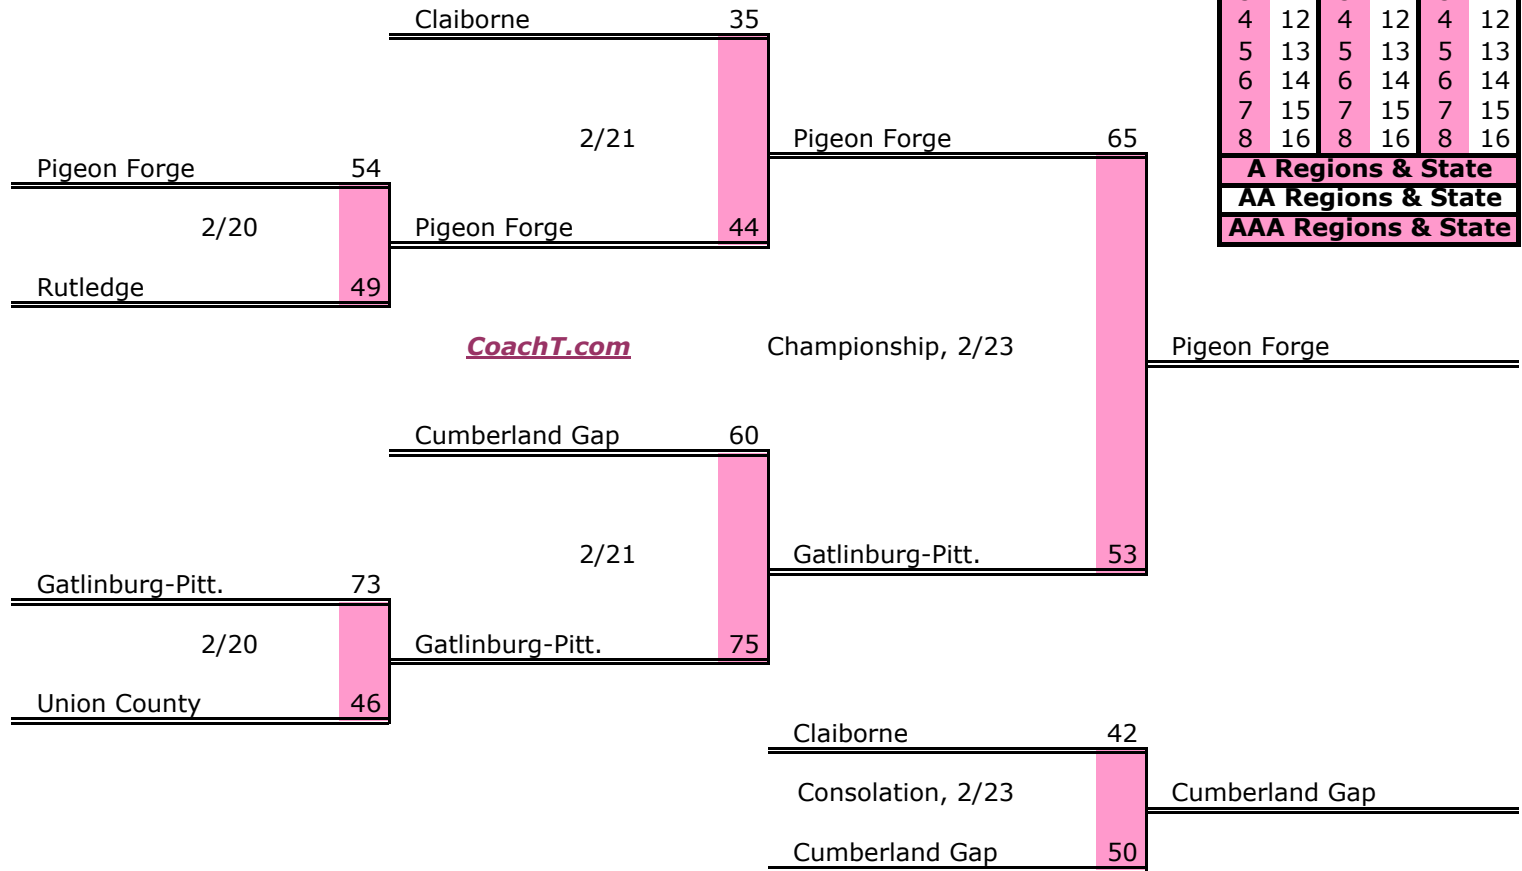 Claiborne 35
4 12 4 12 4 12
5 13 5 13 5 13
6 14 6 14 6 14
7 15 7 15 7 15
2/21 Pigeon Forge 65 8 16 8 16 8 16
Pigeon Forge 54 A Regions & State
AA Regions & State
2/20 Pigeon Forge 44 AAA Regions & State
Rutledge 49
CoachT.com Championship, 2/23 Pigeon Forge
Cumberland Gap 60
2/21 Gatlinburg-Pitt. 53
Gatlinburg-Pitt. 73
2/20 Gatlinburg-Pitt. 75
Union County 46
Claiborne 42
Consolation, 2/23 Cumberland Gap
Cumberland Gap 50